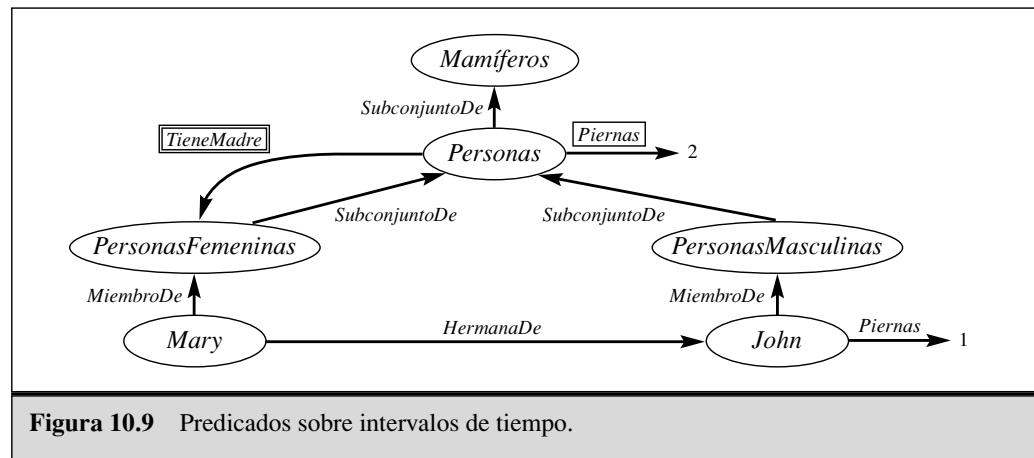 Mamíferos
SubconjuntoDe
TieneMadre
Personas
Piernas
2
SubconjuntoDe
SubconjuntoDe
PersonasFemeninas
PersonasMasculinas
MiembroDe
MiembroDe
Mary
HermanaDe
John
Piernas
1
Figura 10.9 Predicados sobre intervalos de tiempo.